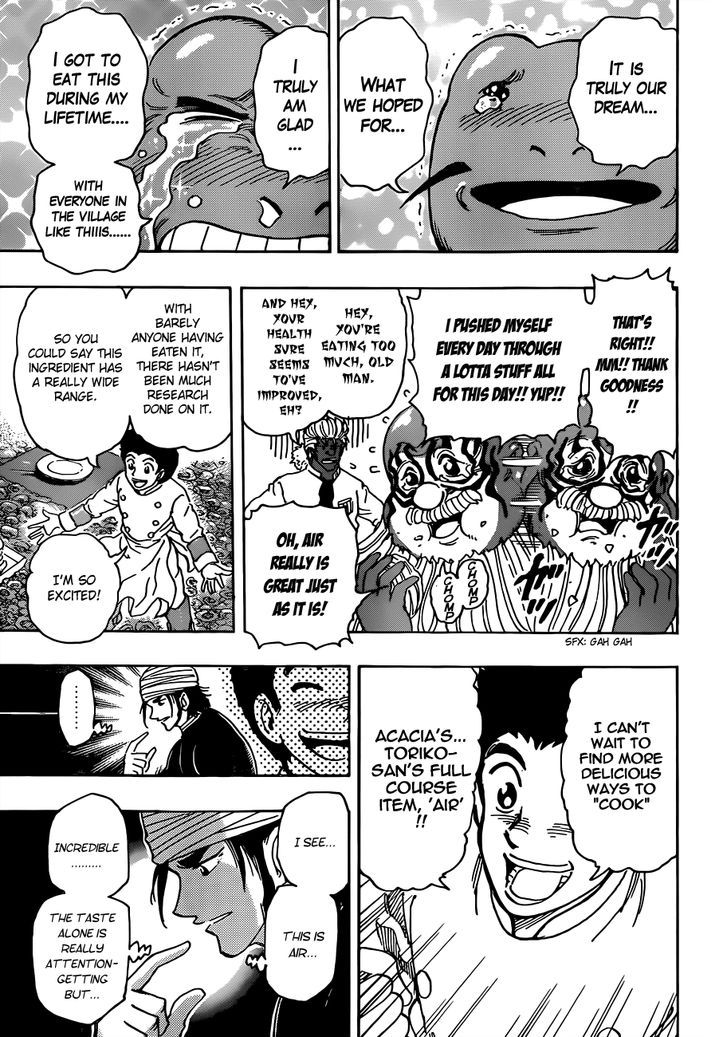 IT IS
TRULY OUR
DREAM...
WHAT
WE HOPED
FOR...
I
TRULY
AM
GLAD
...
I GOT TO
EAT THIS
DURING MY
LIFETIME....
WITH
EVERYONE IN
THE VILLAGE
LIKE THIIIS......
THAT'S
RIGHT!!
MM!! THANK
GOODNESS
!!
I PUSHED MYSELF
EVERY DAY THROUGH
A LOTTA STUFF ALL
FOR THIS DAY!! YUP!!
HEY,
YOU'RE
EATING TOO
MUCH, OLD
MAN.
AND HEY,
YOUR
HEALTH
SURE
SEEMS
TO'VE
IMPROVED,
EH?
OH, AIR
REALLY IS
GREAT JUST
AS IT IS!
CHOMP
CHOMP
ガッ
ガッ
SFX: GAH GAH
WITH
BARELY
ANYONE HAVING
EATEN IT,
THERE HASN'T
BEEN MUCH
RESEARCH
DONE ON IT.
SO YOU
COULD SAY THIS
INGREDIENT HAS
A REALLY WIDE
RANGE.
I'M SO
EXCITED!
I CAN'T
WAIT TO
FIND MORE
DELICIOUS
WAYS TO
"COOK"
ACACIA'S...
TORIKO-
SAN'S FULL
COURSE
ITEM, 'AIR'
!!
......
......
I SEE...
THIS IS
AIR...
INCREDIBLE
.........
THE TASTE
ALONE IS
REALLY
ATTENTION-
GETTING
BUT...